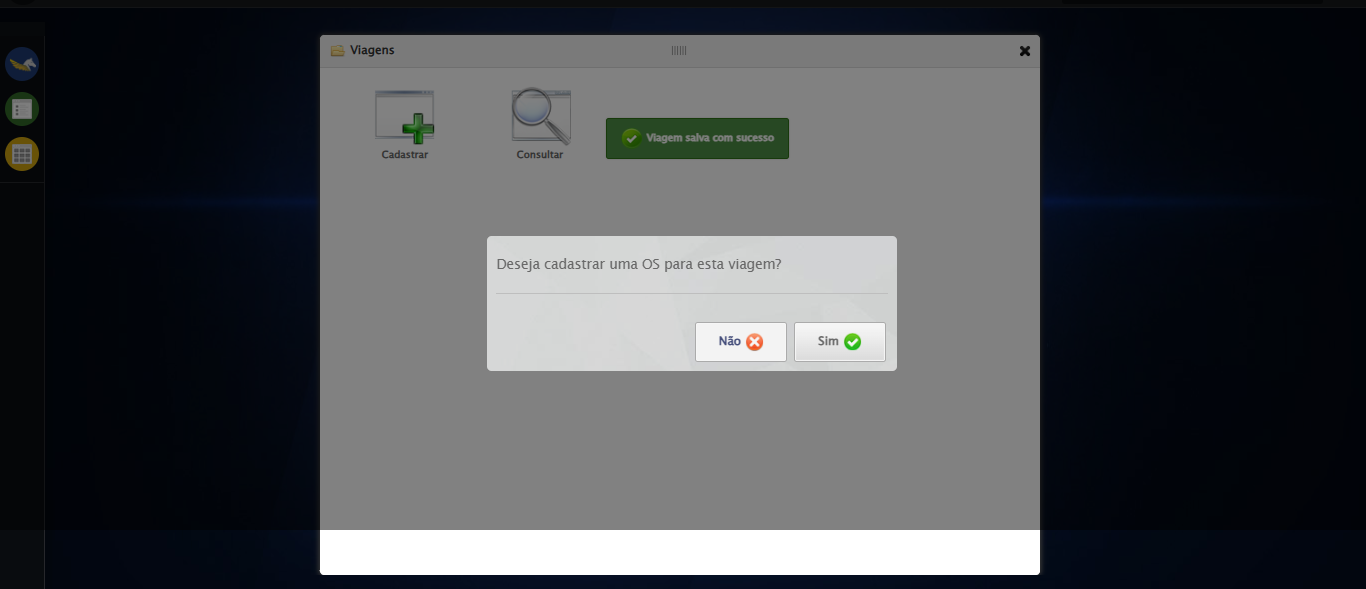 Viagens
Cadastrar
Consultar
Viagem salva com sucesso
Deseja cadastrar uma OS para esta viagem?
Não
Sim